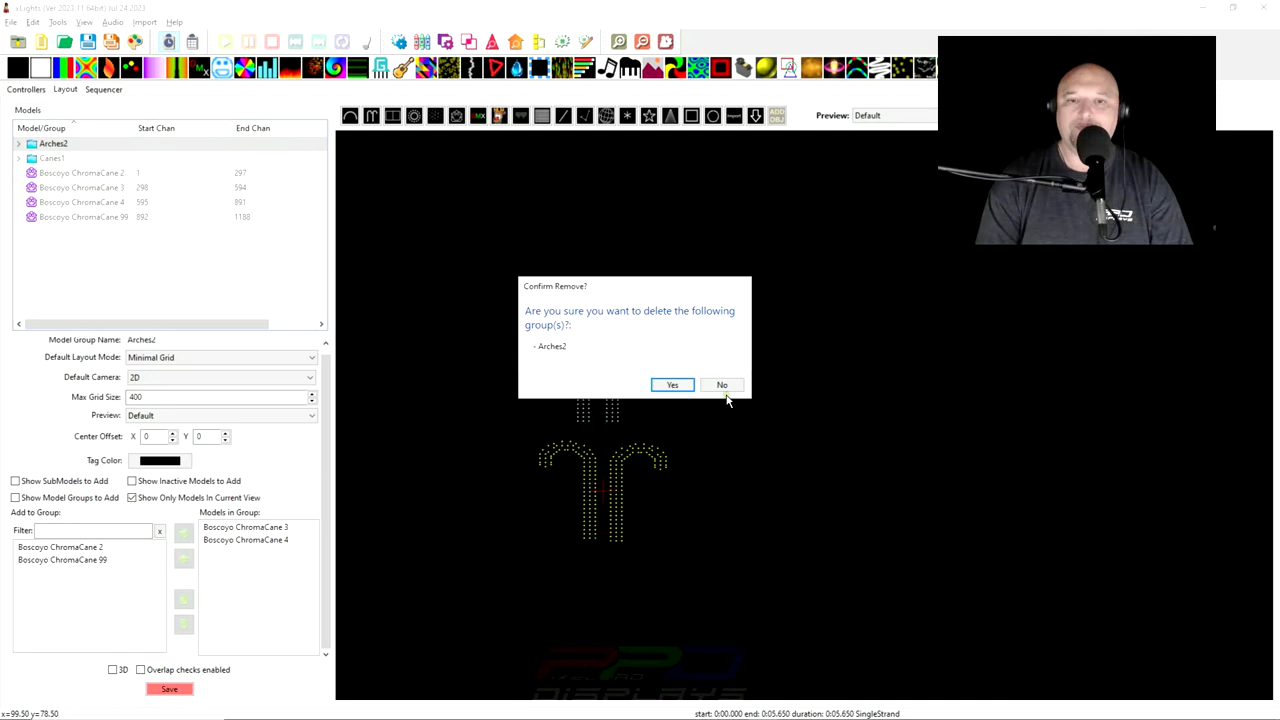 xLights (Ver 2023 11 64bit) Jul 24 2023
File Edit Tools View Audio Import Help
Controllers Layout Sequencer
Models
Model/Group Start Chan End Chan
Arches2
Canes1
Boscoyo ChromaCane 2 1 297
Boscoyo ChromaCane 3 298 594
Boscoyo ChromaCane 4 595 891
Boscoyo ChromaCane 99 892 1188
ADD OBJ
Preview: Default
Confirm Remove?
Are you sure you want to delete the following
group(s)?:
- Arches2
Yes No
Model Group Name: Arches2
Default Layout Mode: Minimal Grid
Default Camera: 2D
Max Grid Size: 400
Preview: Default
Center Offset: X 0 Y 0
Tag Color:
Show SubModels to Add Show Inactive Models to Add
Show Model Groups to Add Show Only Models In Current View
Add to Group: Models in Group:
Filter: x
Boscoyo ChromaCane 2
Boscoyo ChromaCane 99
Boscoyo ChromaCane 3
Boscoyo ChromaCane 4
3D Overlap checks enabled
Save
DISPLAYS
x=99.50 y=78.50 start: 0:00.000 end: 0:05.650 duration: 0:05.650 SingleStrand